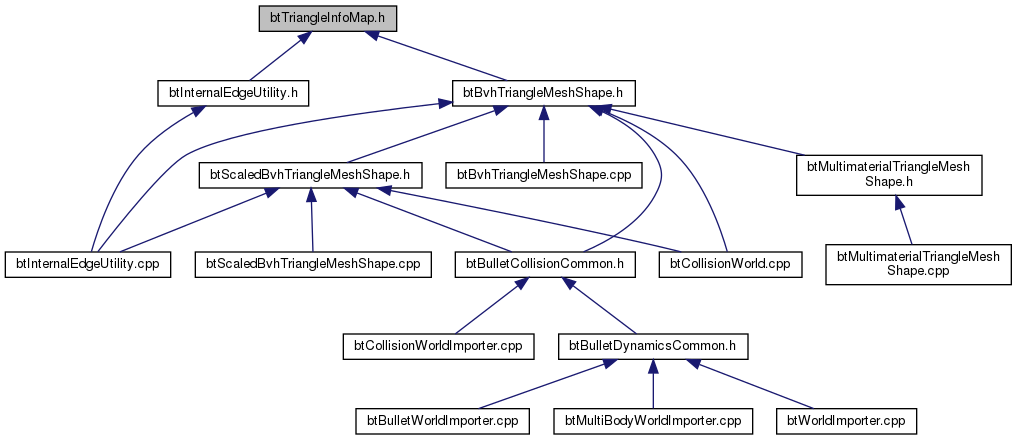 btTriangleInfoMap.h
btInternalEdgeUtility.h
btBvhTriangleMeshShape.h
btScaledBvhTriangleMeshShape.h
btBvhTriangleMeshShape.cpp
btMultimaterialTriangleMesh
Shape.h
btInternalEdgeUtility.cpp
btScaledBvhTriangleMeshShape.cpp
btBulletCollisionCommon.h
btCollisionWorld.cpp
btMultimaterialTriangleMesh
Shape.cpp
btCollisionWorldImporter.cpp
btBulletDynamicsCommon.h
btBulletWorldImporter.cpp
btMultiBodyWorldImporter.cpp
btWorldImporter.cpp